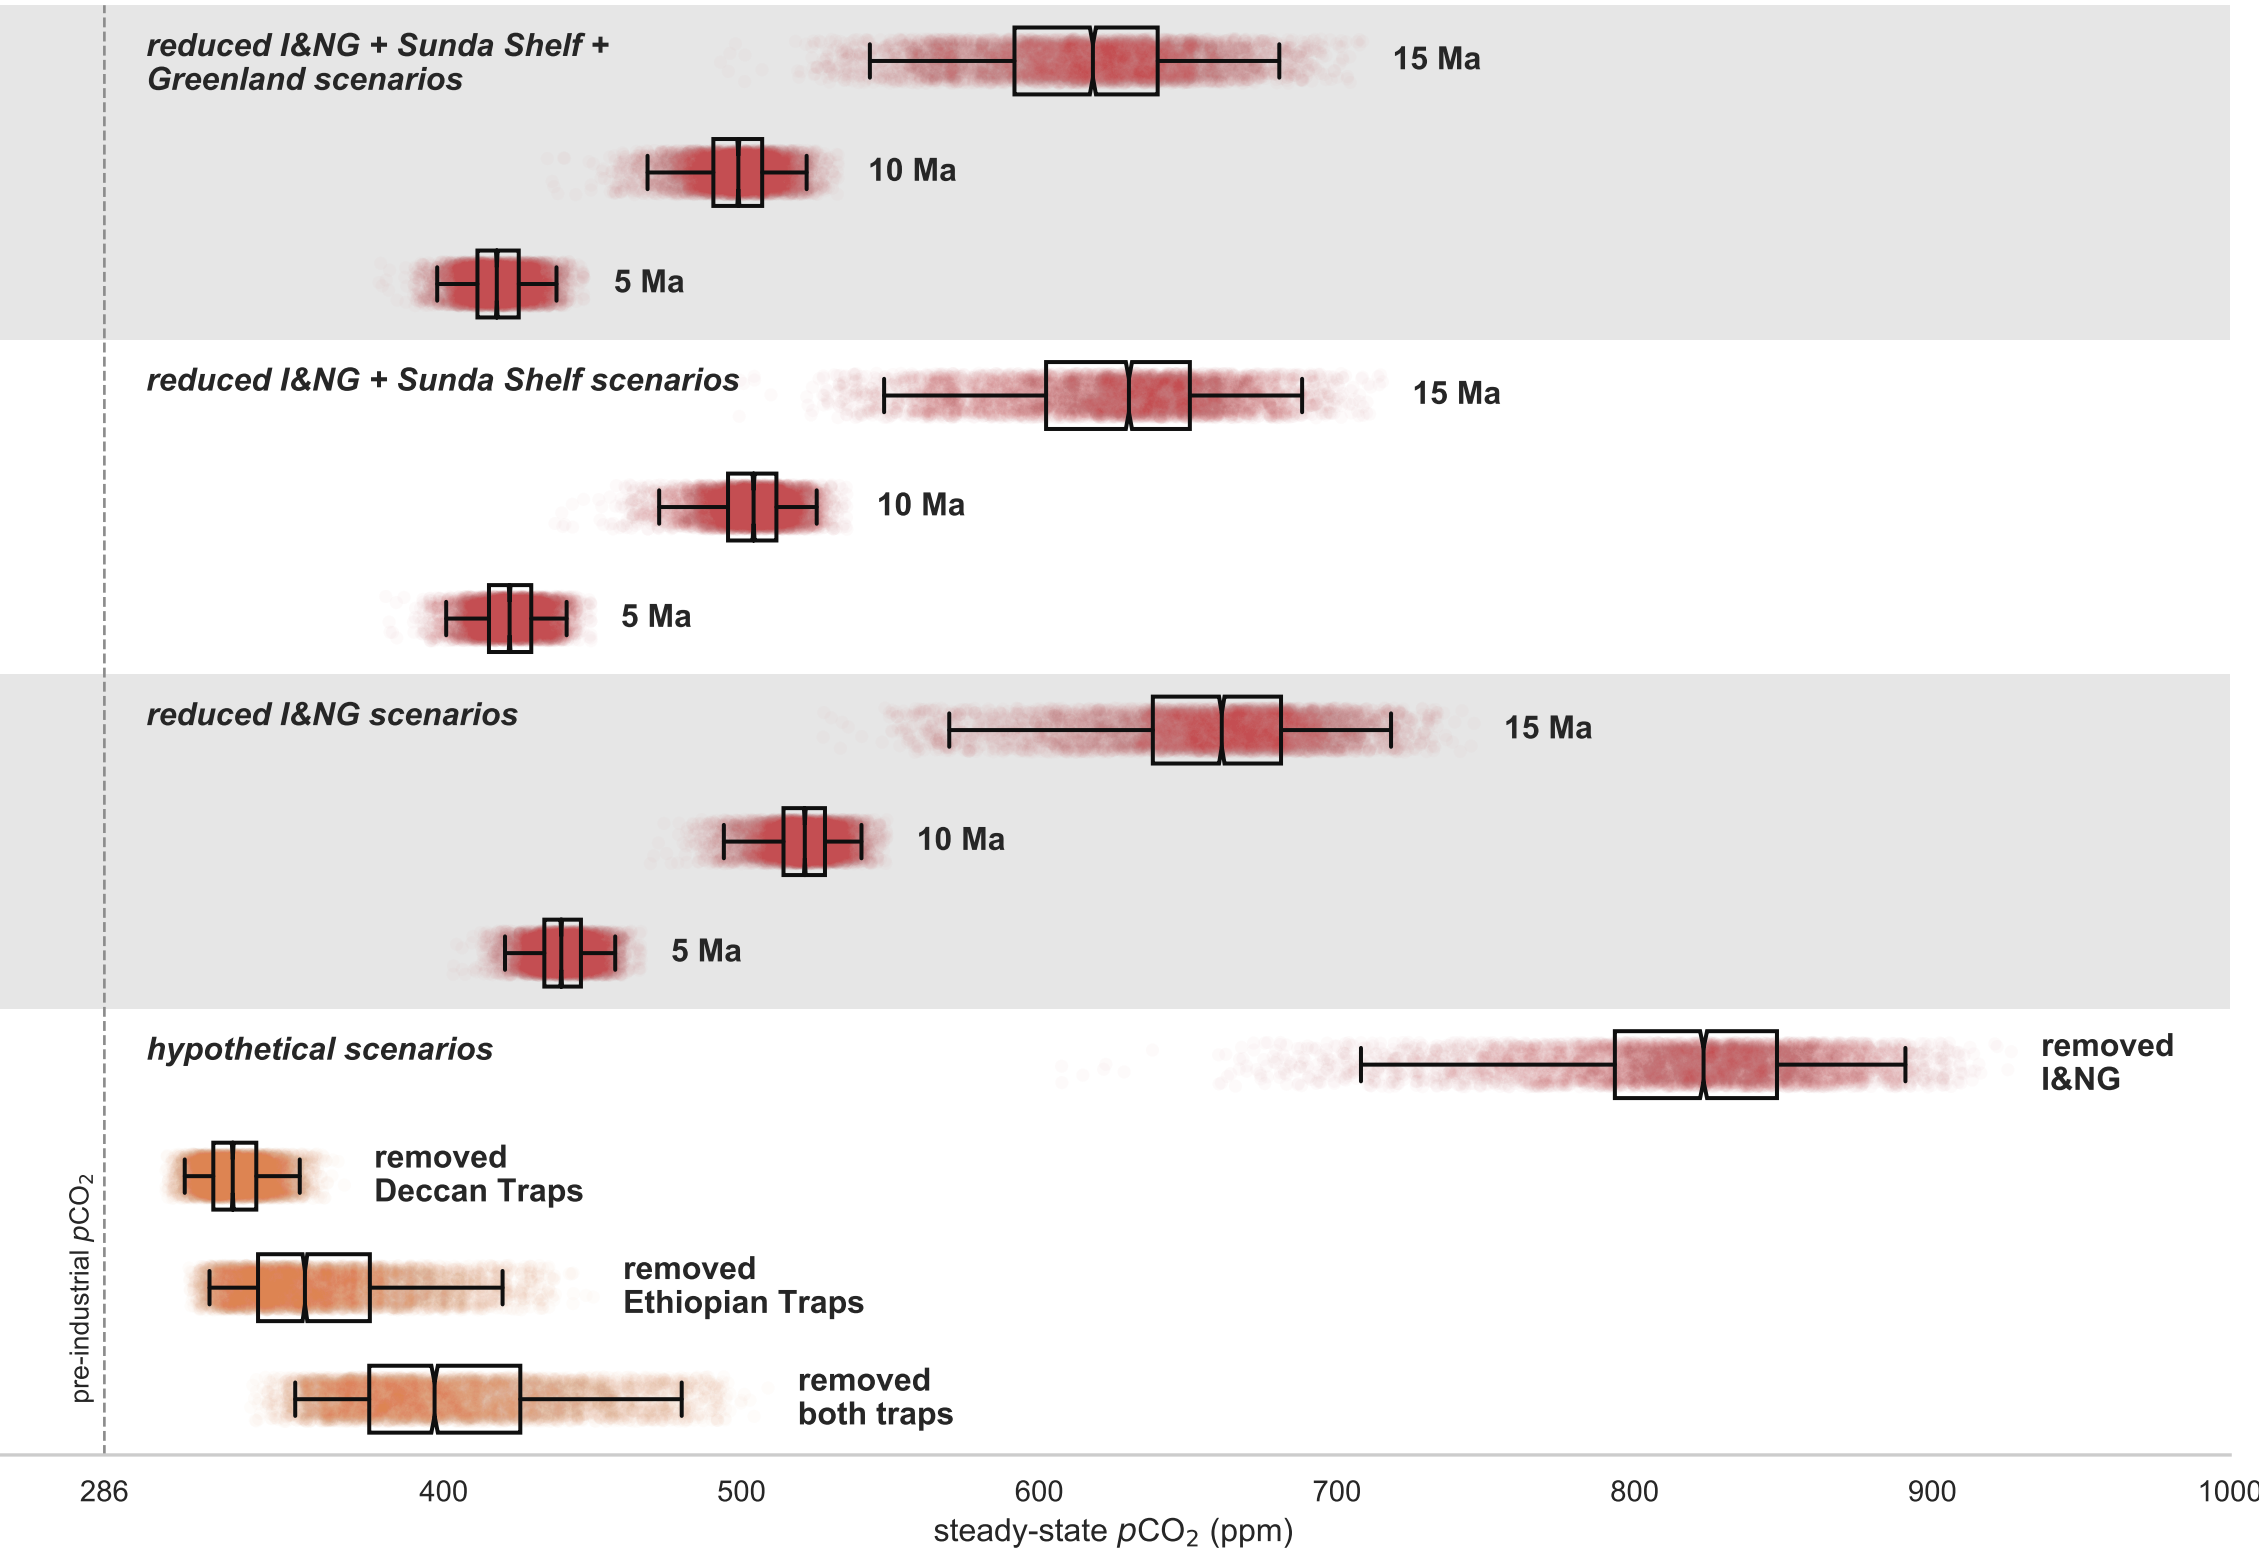 reduced I&NG + Sunda Shelf +
Greenland scenarios
15 Ma
10 Ma
5 Ma
reduced I&NG + Sunda Shelf scenarios
15 Ma
10 Ma
5 Ma
reduced I&NG scenarios
15 Ma
10 Ma
5 Ma
hypothetical scenarios
removed
I&NG
removed
Deccan Traps
removed
Ethiopian Traps
removed
both traps
pre-industrial pCO₂
286 400 500 600 700 800 900 1000
steady-state pCO₂ (ppm)